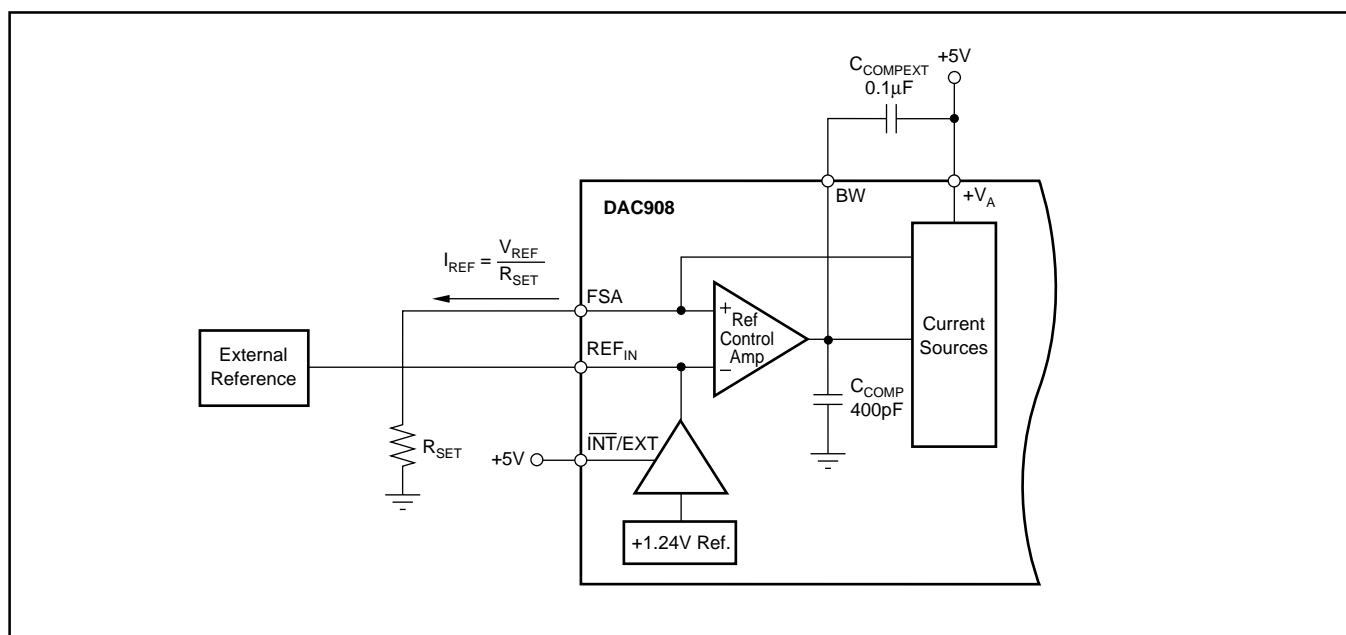 +5V
C_COMPEXT
0.1µF
BW
+V_A
DAC908
I_REF = V_REF / R_SET
FSA
+
Ref
Control
Amp
−
Current
Sources
External
Reference
REF_IN
C_COMP
400pF
R_SET
+5V
I̅N̅T̅/EXT
+1.24V Ref.